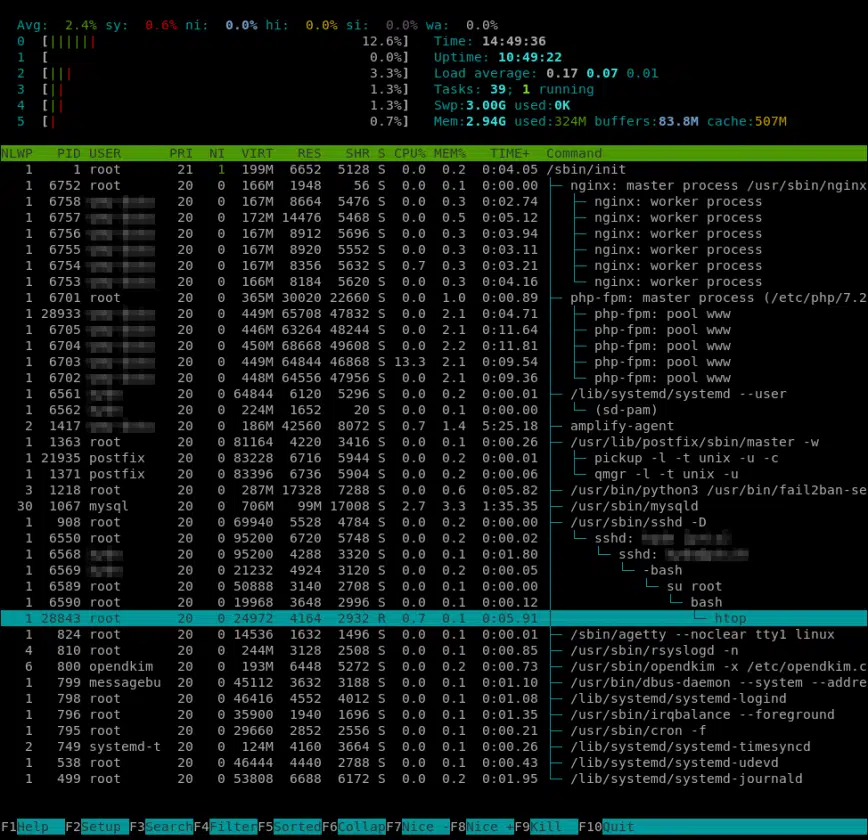 Avg: 2.4% sy: 0.6% ni: 0.0% hi: 0.0% si: 0.0% wa: 0.0%
0 [|||||| 12.6%] Time: 14:49:36
1 [ 0.0%] Uptime: 10:49:22
2 [||| 3.3%] Load average: 0.17 0.07 0.01
3 [|| 1.3%] Tasks: 39; 1 running
4 [|| 1.3%] Swp:3.00G used:0K
5 [| 0.7%] Mem:2.94G used:324M buffers:83.8M cache:507M
NLWP PID USER PRI NI VIRT RES SHR S CPU% MEM% TIME+ Command
1 1 root 21 1 199M 6652 5128 S 0.0 0.2 0:04.05 /sbin/init
1 6752 root 20 0 166M 1948 56 S 0.0 0.1 0:00.00 nginx: master process /usr/sbin/nginx
1 6758 20 0 167M 8664 5476 S 0.0 0.3 0:02.74 nginx: worker process
1 6757 20 0 172M 14476 5468 S 0.0 0.5 0:05.12 nginx: worker process
1 6756 20 0 167M 8912 5696 S 0.0 0.3 0:03.94 nginx: worker process
1 6755 20 0 167M 8920 5552 S 0.0 0.3 0:03.11 nginx: worker process
1 6754 20 0 167M 8356 5632 S 0.7 0.3 0:03.21 nginx: worker process
1 6753 20 0 166M 8184 5620 S 0.0 0.3 0:04.16 nginx: worker process
1 6701 root 20 0 365M 30020 22660 S 0.0 1.0 0:00.89 php-fpm: master process (/etc/php/7.2
1 28933 20 0 449M 65708 47832 S 0.0 2.1 0:04.71 php-fpm: pool www
1 6705 20 0 446M 63264 48244 S 0.0 2.1 0:11.64 php-fpm: pool www
1 6704 20 0 450M 68668 49608 S 0.0 2.2 0:11.81 php-fpm: pool www
1 6703 20 0 449M 64844 46868 S 13.3 2.1 0:09.54 php-fpm: pool www
1 6702 20 0 448M 64556 47956 S 0.0 2.1 0:09.36 php-fpm: pool www
1 6561 20 0 64844 6120 5296 S 0.0 0.2 0:00.01 /lib/systemd/systemd --user
1 6562 20 0 224M 1652 20 S 0.0 0.1 0:00.00 (sd-pam)
2 1417 20 0 186M 42560 8072 S 0.7 1.4 5:25.18 amplify-agent
1 1363 root 20 0 81164 4220 3416 S 0.0 0.1 0:00.26 /usr/lib/postfix/sbin/master -w
1 21935 postfix 20 0 83228 6716 5944 S 0.0 0.2 0:00.01 pickup -l -t unix -u -c
1 1371 postfix 20 0 83396 6736 5904 S 0.0 0.2 0:00.06 qmgr -l -t unix -u
3 1218 root 20 0 287M 17328 7288 S 0.0 0.6 0:05.82 /usr/bin/python3 /usr/bin/fail2ban-se
30 1067 mysql 20 0 706M 99M 17008 S 2.7 3.3 1:35.35 /usr/sbin/mysqld
1 908 root 20 0 69940 5528 4784 S 0.0 0.2 0:00.00 /usr/sbin/sshd -D
1 6550 root 20 0 95200 6720 5748 S 0.0 0.2 0:00.02 sshd:
1 6568 20 0 95200 4288 3320 S 0.0 0.1 0:01.80 sshd:
1 6569 20 0 21232 4924 3120 S 0.0 0.2 0:00.05 -bash
1 6589 root 20 0 50888 3140 2708 S 0.0 0.1 0:00.00 su root
1 6590 root 20 0 19968 3648 2996 S 0.0 0.1 0:00.12 bash
1 28843 root 20 0 24972 4164 2932 R 0.7 0.1 0:05.91 htop
1 824 root 20 0 14536 1632 1496 S 0.0 0.1 0:00.01 /sbin/agetty --noclear tty1 linux
4 810 root 20 0 244M 3128 2508 S 0.0 0.1 0:00.85 /usr/sbin/rsyslogd -n
6 800 opendkim 20 0 193M 6448 5272 S 0.0 0.2 0:00.73 /usr/sbin/opendkim -x /etc/opendkim.c
1 799 messagebu 20 0 45112 3632 3188 S 0.0 0.1 0:01.10 /usr/bin/dbus-daemon --system --addre
1 798 root 20 0 46416 4552 4012 S 0.0 0.1 0:01.08 /lib/systemd/systemd-logind
1 796 root 20 0 35900 1940 1696 S 0.0 0.1 0:01.35 /usr/sbin/irqbalance --foreground
1 795 root 20 0 29660 2852 2556 S 0.0 0.1 0:00.21 /usr/sbin/cron -f
2 749 systemd-t 20 0 124M 4160 3664 S 0.0 0.1 0:00.26 /lib/systemd/systemd-timesyncd
1 538 root 20 0 46444 4440 2788 S 0.0 0.1 0:00.43 /lib/systemd/systemd-udevd
1 499 root 20 0 53808 6688 6172 S 0.0 0.2 0:01.95 /lib/systemd/systemd-journald
F1Help F2Setup F3SearchF4FilterF5SortedF6CollapF7Nice -F8Nice +F9Kill F10Quit